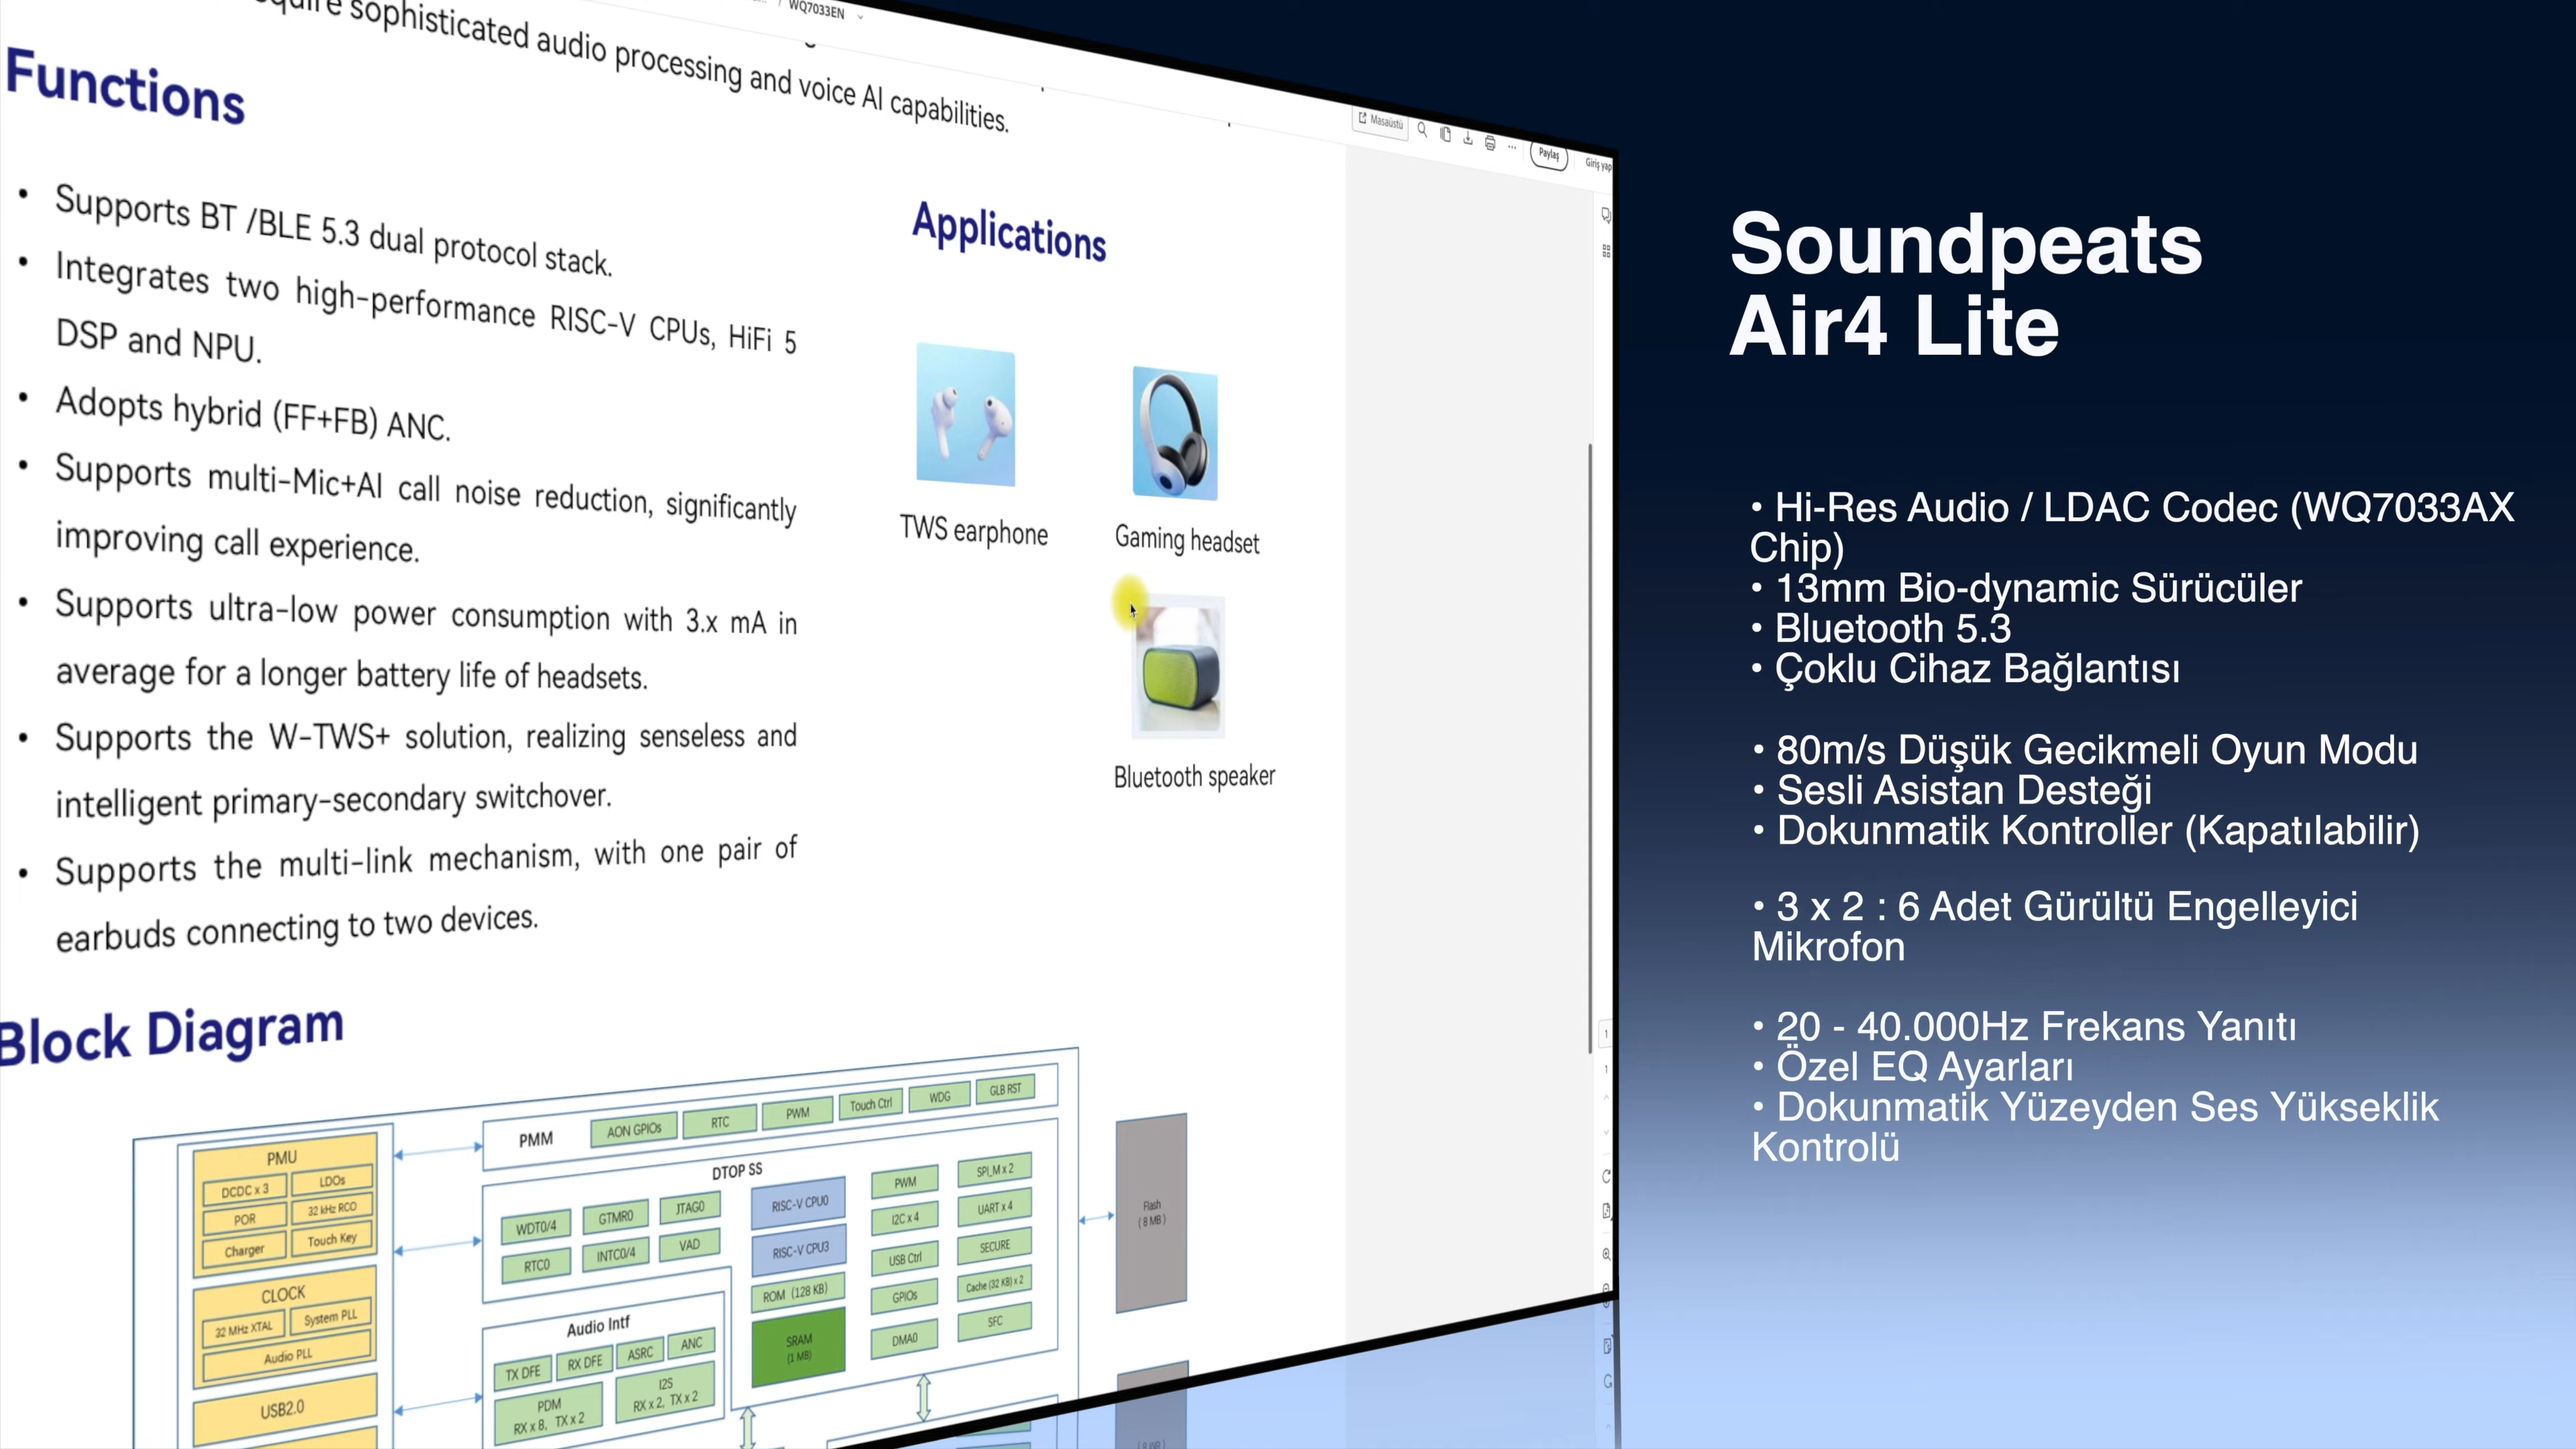 WQ7033EN
sophisticated audio processing and voice AI capabilities.
Functions
• Supports BT /BLE 5.3 dual protocol stack.
• Integrates two high-performance RISC-V CPUs, HiFi 5
DSP and NPU.
• Adopts hybrid (FF+FB) ANC.
• Supports multi-Mic+AI call noise reduction, significantly
improving call experience.
• Supports ultra-low power consumption with 3.x mA in
average for a longer battery life of headsets.
• Supports the W-TWS+ solution, realizing senseless and
intelligent primary-secondary switchover.
• Supports the multi-link mechanism, with one pair of
earbuds connecting to two devices.
Masaüstü
Paylaş
Giriş yap
Applications
TWS earphone
Gaming headset
Bluetooth speaker
Block Diagram
PMU
DCDC x 3
LDOs
POR
32 kHz RCO
Charger
Touch Key
CLOCK
32 MHz XTAL
System PLL
Audio PLL
USB2.0
PMM
AON GPIOs
RTC
PWM
Touch Ctrl
WDG
GLB RST
DTOP SS
WDT0/4
GTMR0
JTAG0
RTC0
INTC0/4
VAD
RISC-V CPU0
RISC-V CPU3
ROM (128 KB)
SRAM
(1 MB)
PWM
SPI_M x 2
I2C x 4
UART x 4
USB Ctrl
SECURE
GPIOs
Cache (32 KB) x 2
DMA0
SFC
Audio Intf
TX DFE
RX DFE
ASRC
ANC
PDM
RX x 8, TX x 2
I2S
RX x 2, TX x 2
Flash
( 8 MB )
1
1
Soundpeats
Air4 Lite
• Hi-Res Audio / LDAC Codec (WQ7033AX
Chip)
• 13mm Bio-dynamic Sürücüler
• Bluetooth 5.3
• Çoklu Cihaz Bağlantısı
• 80m/s Düşük Gecikmeli Oyun Modu
• Sesli Asistan Desteği
• Dokunmatik Kontroller (Kapatılabilir)
• 3 x 2 : 6 Adet Gürültü Engelleyici
Mikrofon
• 20 - 40.000Hz Frekans Yanıtı
• Özel EQ Ayarları
• Dokunmatik Yüzeyden Ses Yükseklik
Kontrolü